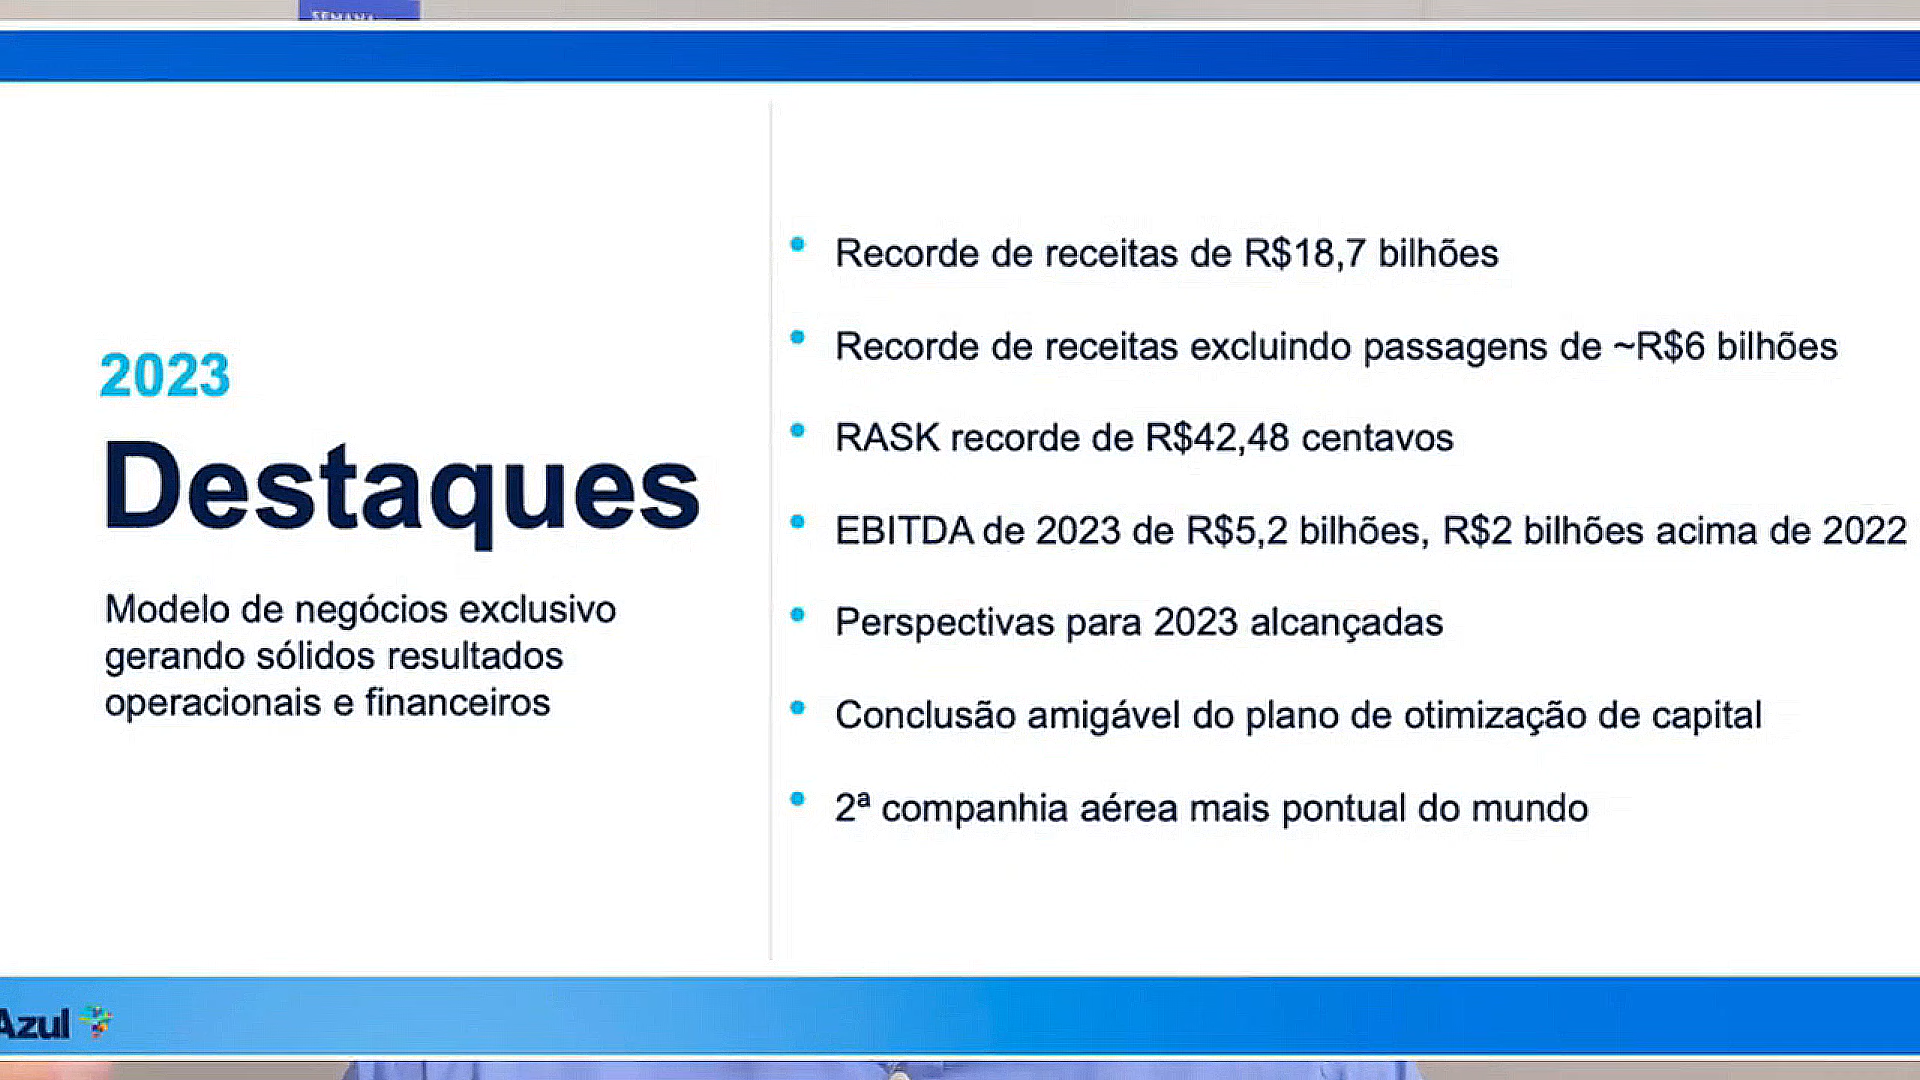 SEMANA
2023
Destaques
Modelo de negócios exclusivo
gerando sólidos resultados
operacionais e financeiros
Recorde de receitas de R$18,7 bilhões
Recorde de receitas excluindo passagens de ~R$6 bilhões
RASK recorde de R$42,48 centavos
EBITDA de 2023 de R$5,2 bilhões, R$2 bilhões acima de 2022
Perspectivas para 2023 alcançadas
Conclusão amigável do plano de otimização de capital
2ª companhia aérea mais pontual do mundo
Azul